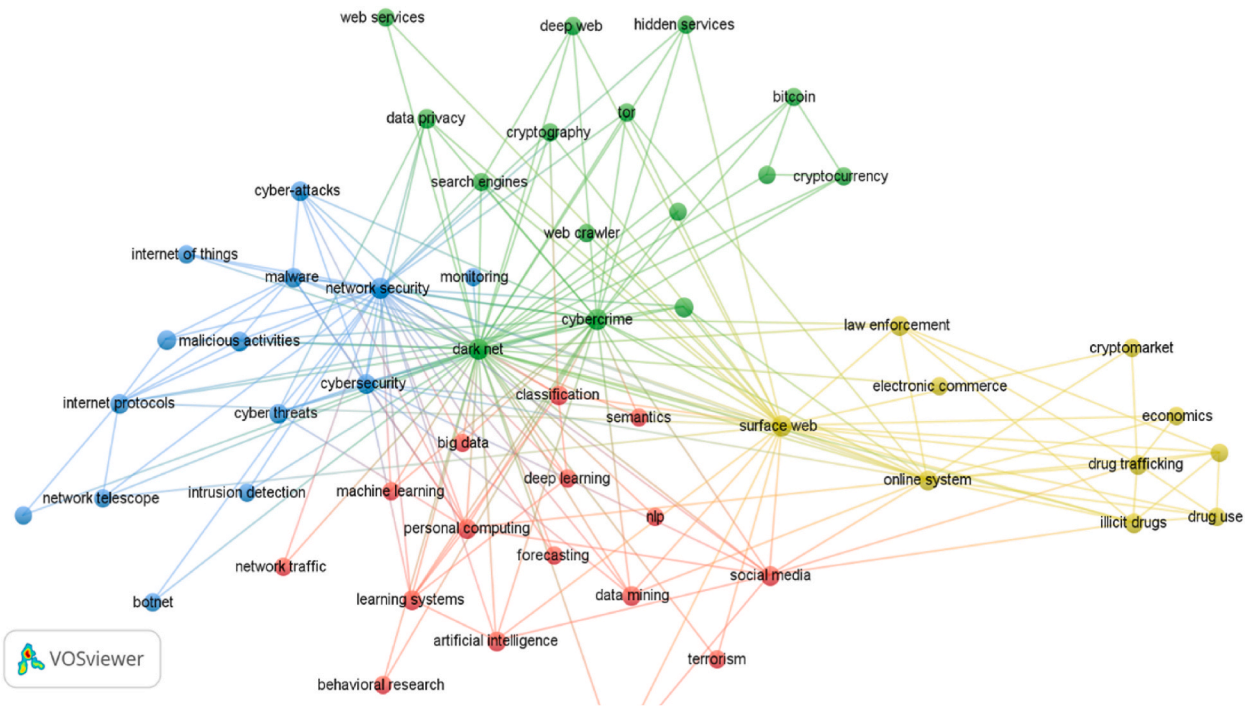 web services
deep web
hidden services
bitcoin
data privacy
cryptography
tor
cryptocurrency
search engines
cyber-attacks
web crawler
internet of things
malware
network security
monitoring
cybercrime
law enforcement
malicious activities
dark net
cryptomarket
cybersecurity
classification
electronic commerce
internet protocols
cyber threats
semantics
surface web
economics
big data
drug trafficking
deep learning
online system
network telescope
intrusion detection
machine learning
nlp
illicit drugs
drug use
personal computing
forecasting
network traffic
social media
botnet
learning systems
data mining
artificial intelligence
terrorism
VOSviewer
behavioral research